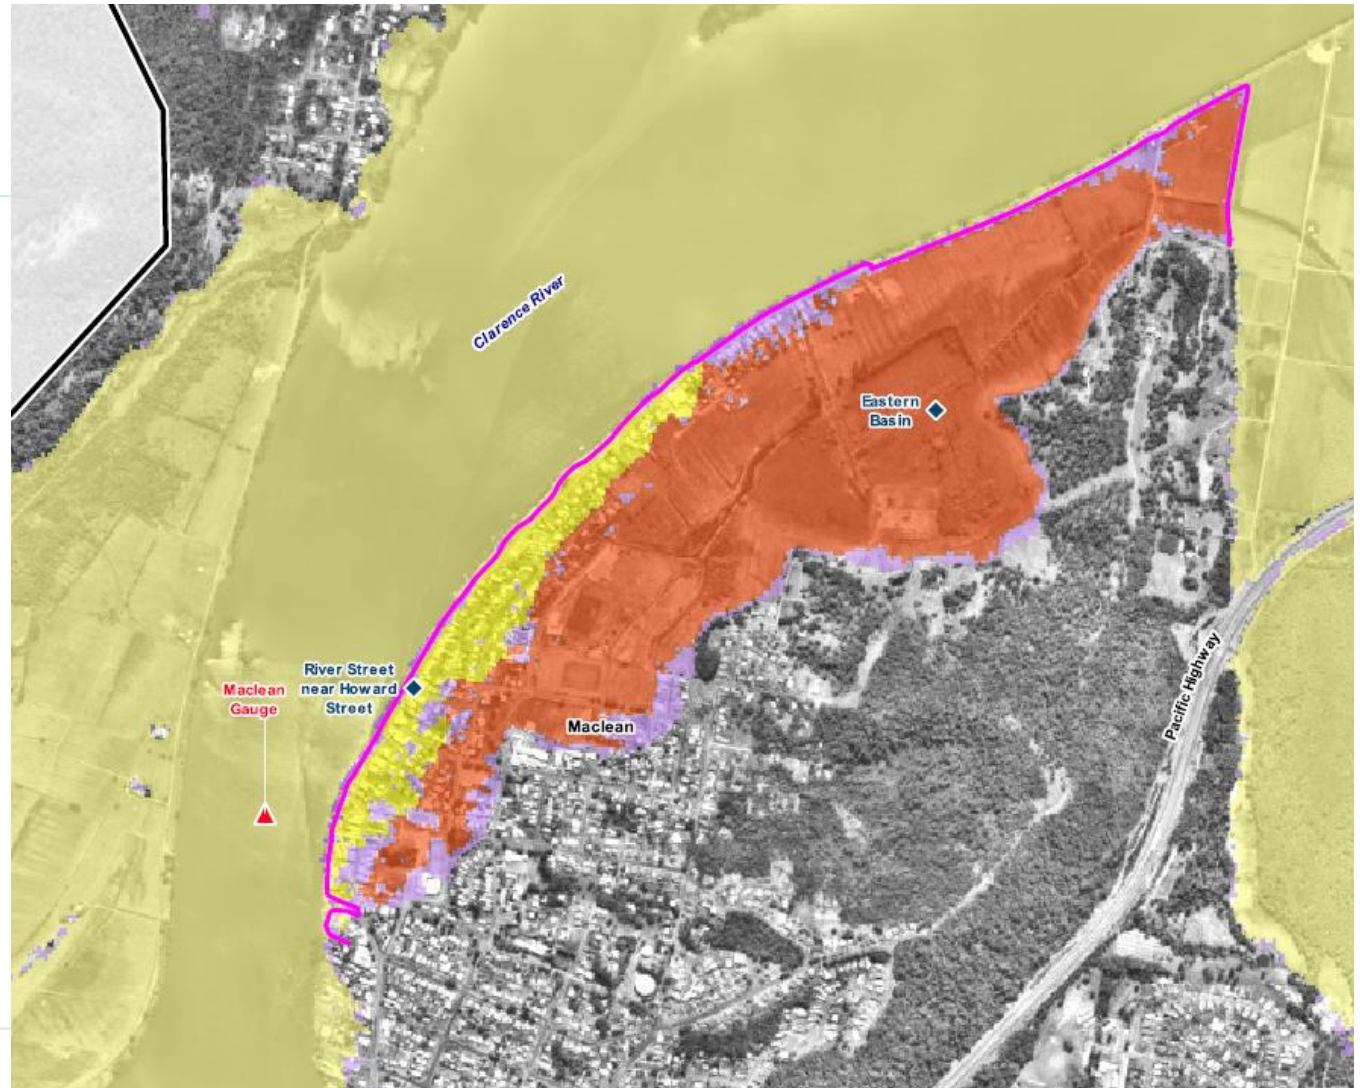 Clarence River
Eastern
Basin
River Street
near Howard
Street
Maclean
Gauge
Maclean
Pacific Highway